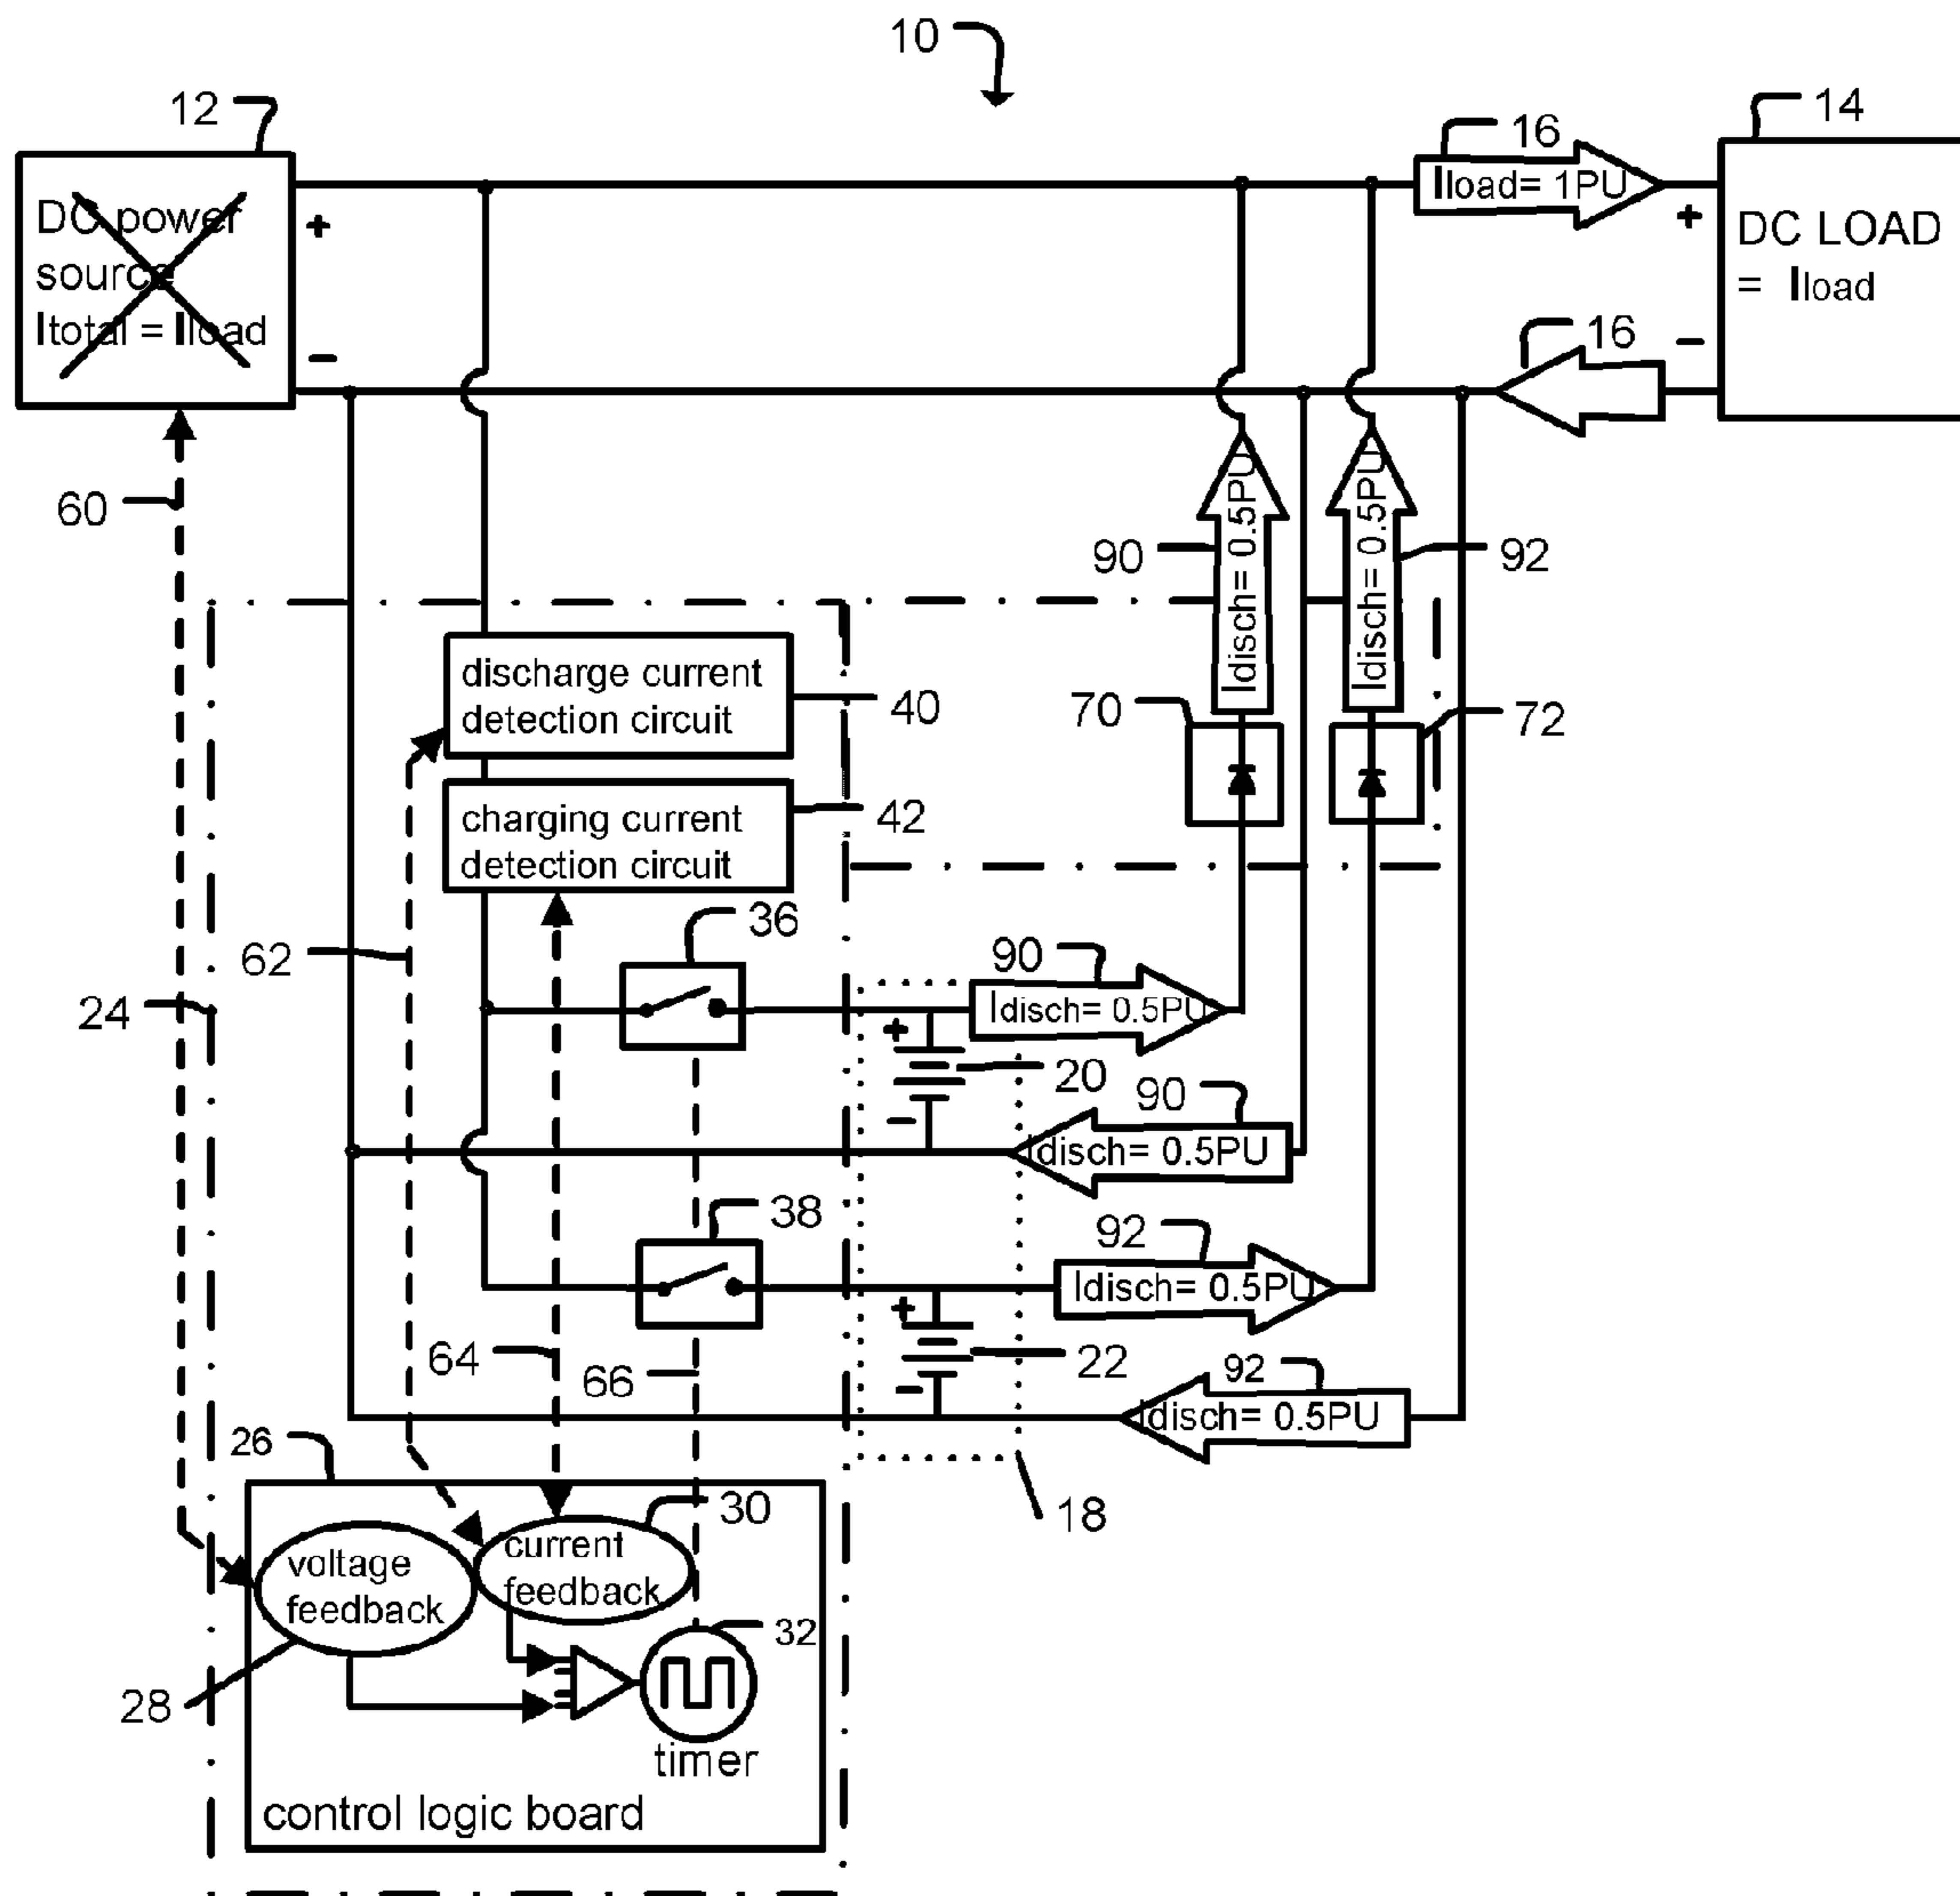 10
12
16
14
Iload= 1PU
DC power
source
Itotal = Iload
+
−
+
DC LOAD
= Iload
16
−
60
Idisch= 0.5PU
Idisch= 0.5PU
90
92
discharge current
detection circuit
40
70
72
charging current
detection circuit
42
36
62
90
24
Idisch= 0.5PU
+
20
90
−
Idisch= 0.5PU
38
92
Idisch= 0.5PU
+
64
66
22
92
−
Idisch= 0.5PU
26
30
18
current
feedback
voltage
feedback
32
28
timer
control logic board